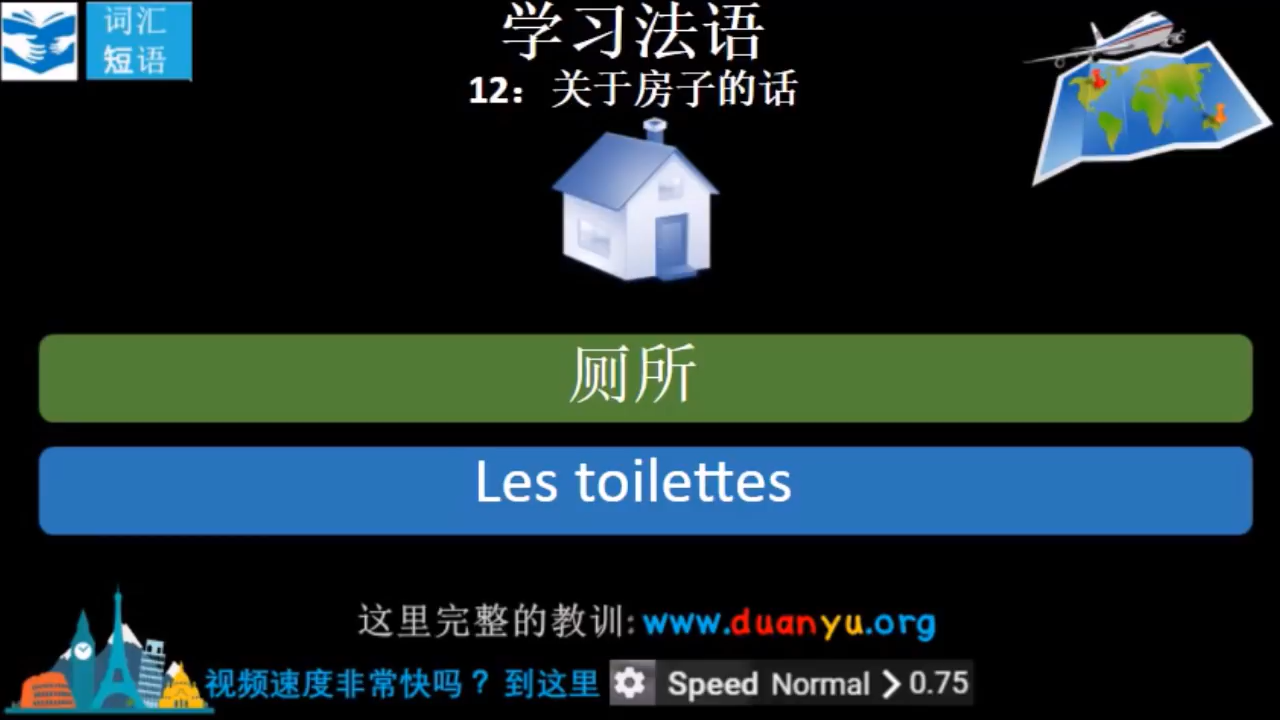 词汇
短语
学习法语
12：关于房子的话
厕所
Les toilettes
这里完整的教训: www.duanyu.org
视频速度非常快吗？ 到这里 Speed Normal > 0.75